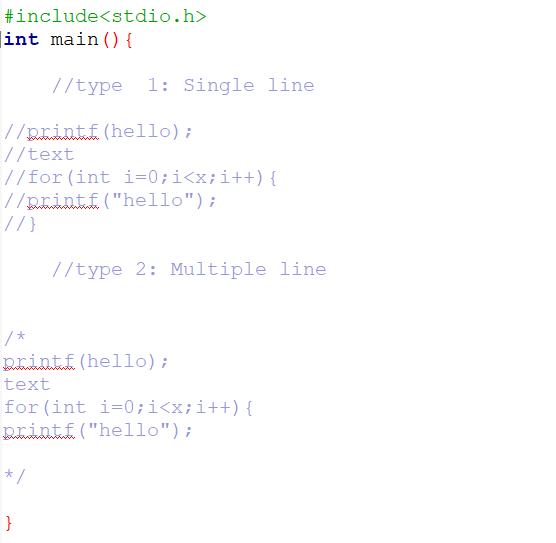 #include<stdio.h>
int main(){
//type  1: Single line
//printf(hello);
//text
//for(int i=0;i<x;i++){
//printf("hello");
//}
//type 2: Multiple line
/*
printf(hello);
text
for(int i=0;i<x;i++){
printf("hello");
*/
}